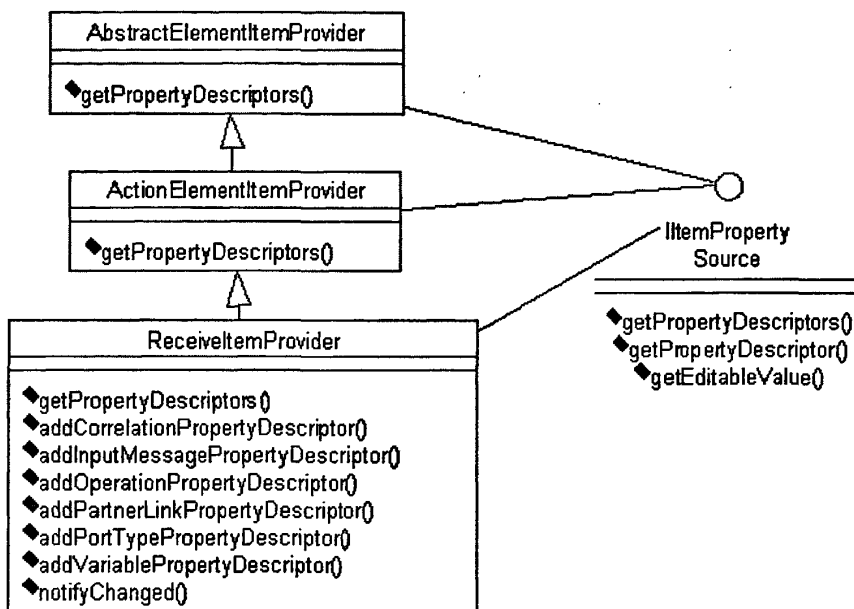 AbstractElementItemProvider
getPropertyDescriptors()
ActionElementItemProvider
getPropertyDescriptors()
ReceiveItemProvider
getPropertyDescriptors()
addCorrelationPropertyDescriptor()
addInputMessagePropertyDescriptor()
addOperationPropertyDescriptor()
addPartnerLinkPropertyDescriptor()
addPortTypePropertyDescriptor()
addVariablePropertyDescriptor()
notifyChanged()
IItemProperty
Source
getPropertyDescriptors()
getPropertyDescriptor()
getEditableValue()